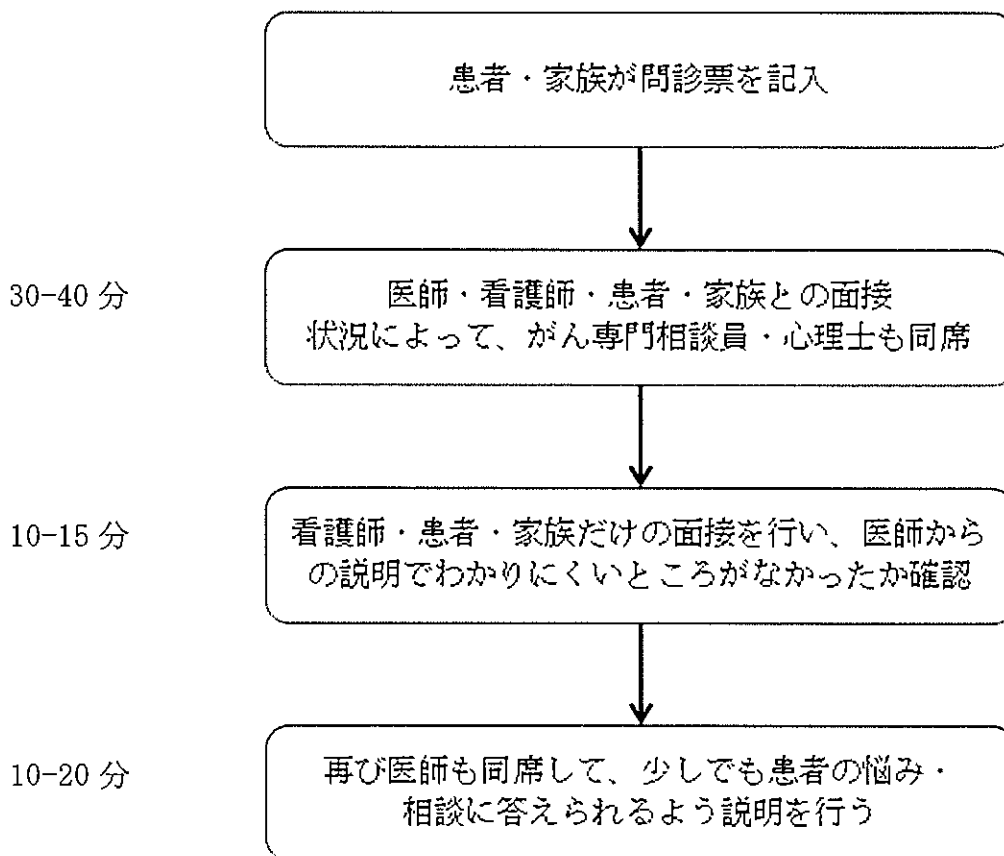 患者・家族が問診票を記入
30-40 分
医師・看護師・患者・家族との面接
状況によって、がん専門相談員・心理士も同席
10-15 分
看護師・患者・家族だけの面接を行い、医師から
の説明でわかりにくいところがなかったか確認
10-20 分
再び医師も同席して、少しでも患者の悩み・
相談に答えられるよう説明を行う